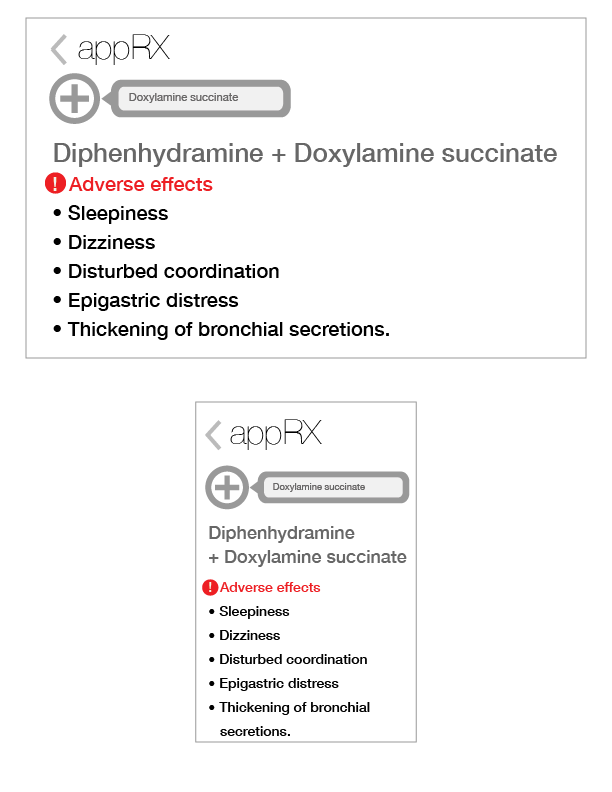 appRX
Doxylamine succinate
Diphenhydramine + Doxylamine succinate
! Adverse effects
• Sleepiness
• Dizziness
• Disturbed coordination
• Epigastric distress
• Thickening of bronchial secretions.
appRX
Doxylamine succinate
Diphenhydramine
+ Doxylamine succinate
! Adverse effects
• Sleepiness
• Dizziness
• Disturbed coordination
• Epigastric distress
• Thickening of bronchial
secretions.